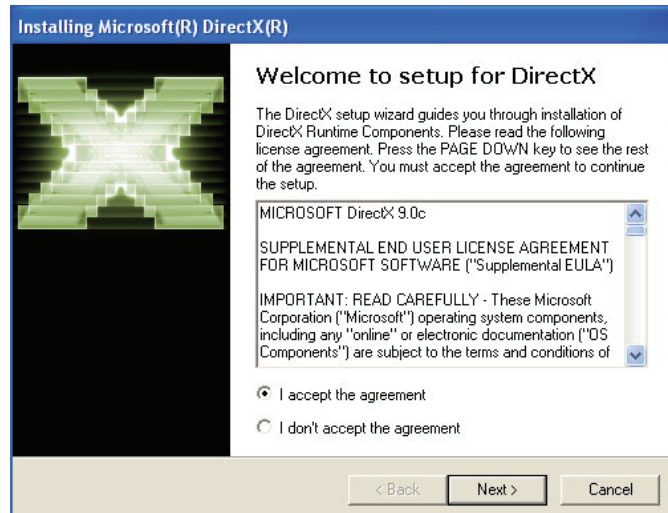 Installing Microsoft(R) DirectX(R)
Welcome to setup for DirectX
The DirectX setup wizard guides you through installation of
DirectX Runtime Components. Please read the following
license agreement. Press the PAGE DOWN key to see the rest
of the agreement. You must accept the agreement to continue
the setup.
MICROSOFT DirectX 9.0c
SUPPLEMENTAL END USER LICENSE AGREEMENT
FOR MICROSOFT SOFTWARE ("Supplemental EULA")
IMPORTANT: READ CAREFULLY - These Microsoft
Corporation ("Microsoft") operating system components,
including any "online" or electronic documentation ("OS
Components") are subject to the terms and conditions of
I accept the agreement
I don't accept the agreement
< Back Next > Cancel